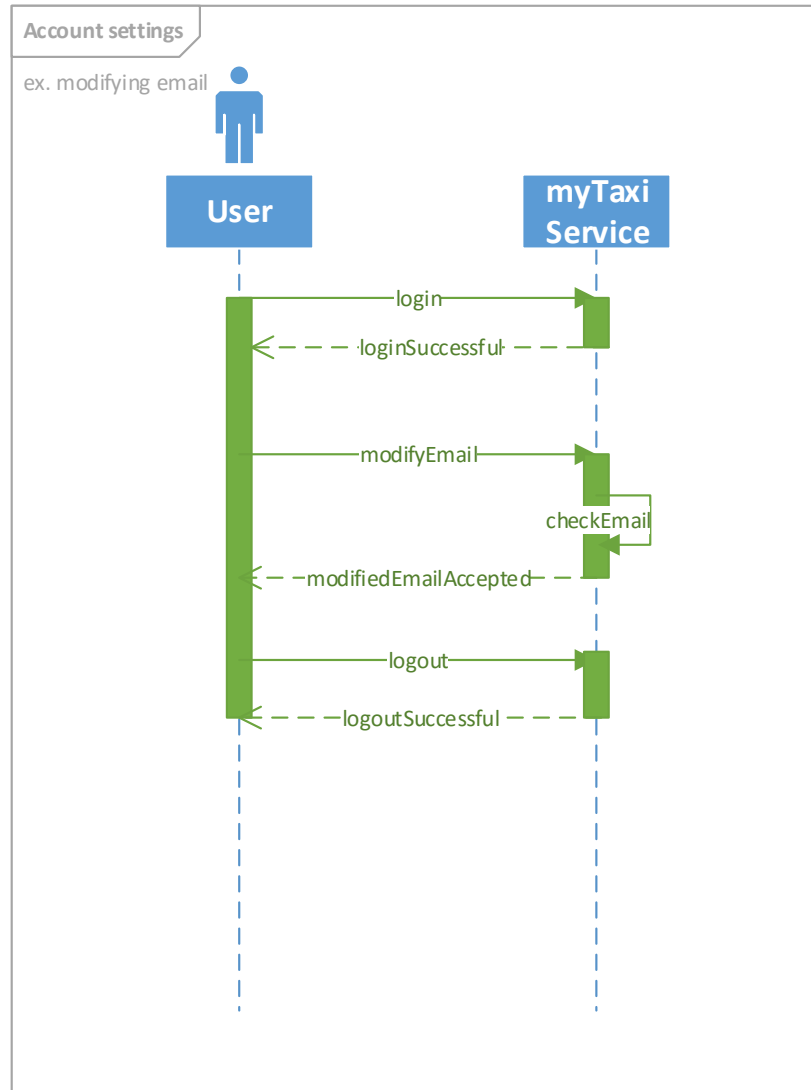 Account settings
ex. modifying email
User
myTaxi
Service
login
loginSuccessful
modifyEmail
checkEmail
modifiedEmailAccepted
logout
logoutSuccessful